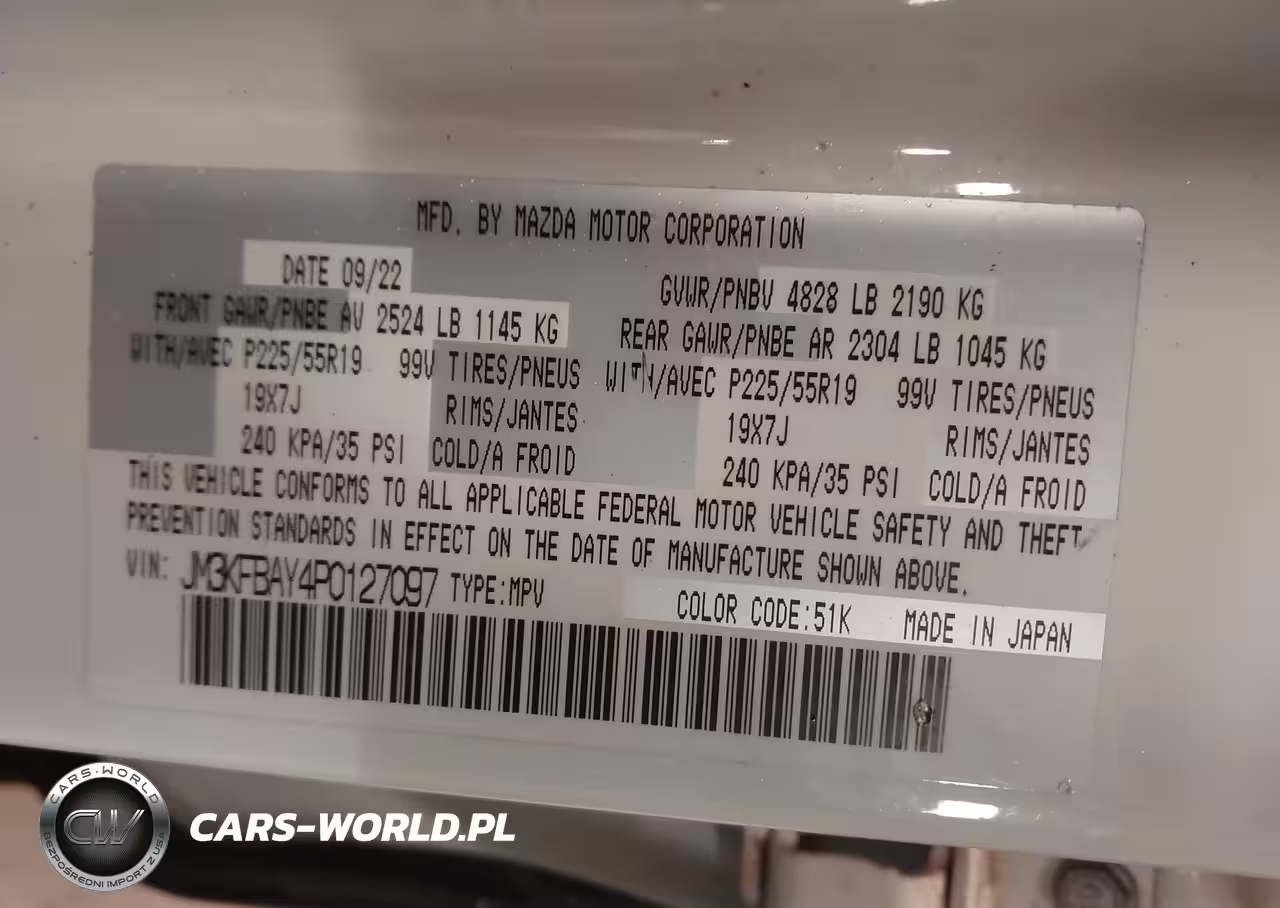 MFD. BY MAZDA MOTOR CORPORATION
DATE 09/22
GVWR/PNBV 4828 LB 2190 KG
FRONT GAWR/PNBE AV 2524 LB 1145 KG
REAR GAWR/PNBE AR 2304 LB 1045 KG
WITH/AVEC P225/55R19 99V TIRES/PNEUS
WITH/AVEC P225/55R19 99V TIRES/PNEUS
19X7J RIMS/JANTES
19X7J RIMS/JANTES
240 KPA/35 PSI COLD/A FROID
240 KPA/35 PSI COLD/A FROID
THIS VEHICLE CONFORMS TO ALL APPLICABLE FEDERAL MOTOR VEHICLE SAFETY AND THEFT
PREVENTION STANDARDS IN EFFECT ON THE DATE OF MANUFACTURE SHOWN ABOVE.
VIN: JM3KFBAY4P0127097 TYPE:MPV
COLOR CODE:51K MADE IN JAPAN
CARS-WORLD
CW
BEZPOŚREDNI IMPORT Z USA
CARS-WORLD.PL